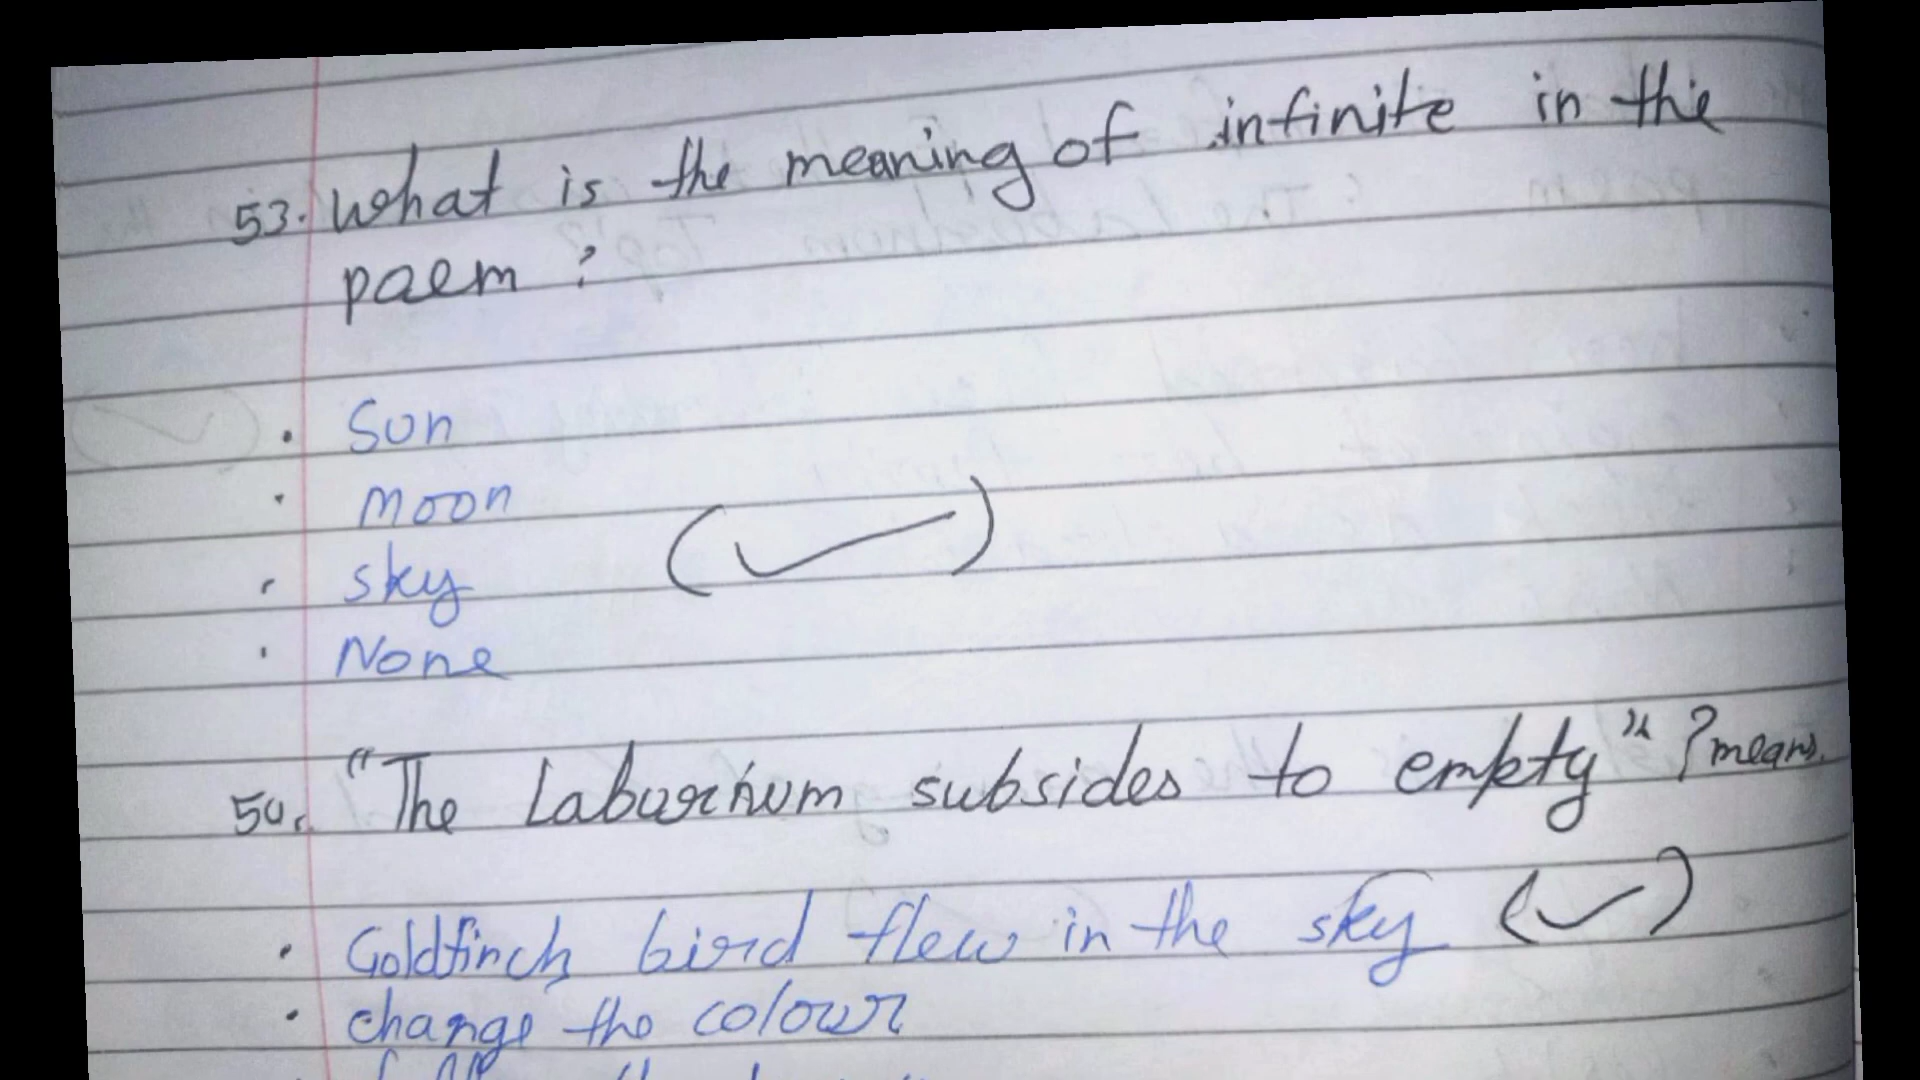 53. What is the meaning of infinite in the
paem ?
· Sun
· Moon
· sky (✓)
· None
54. "The Laburnum subsides to empty" ? means.
· Goldfinch bird flew in the sky (✓)
· change the colour